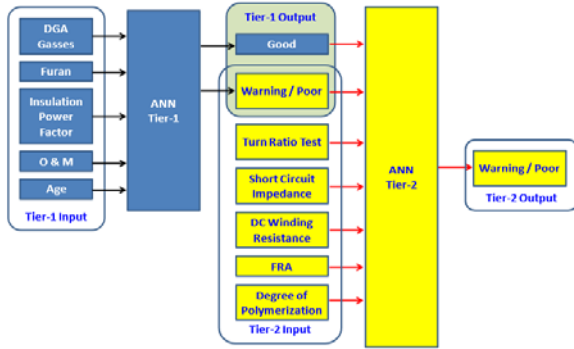 DGA
Gasses
Furan
Insulation
Power
Factor
O & M
Age
Tier-1 Input
ANN
Tier-1
Tier-1 Output
Good
Warning / Poor
Turn Ratio Test
Short Circuit
Impedance
DC Winding
Resistance
FRA
Degree of
Polymerization
Tier-2 Input
ANN
Tier-2
Warning / Poor
Tier-2 Output